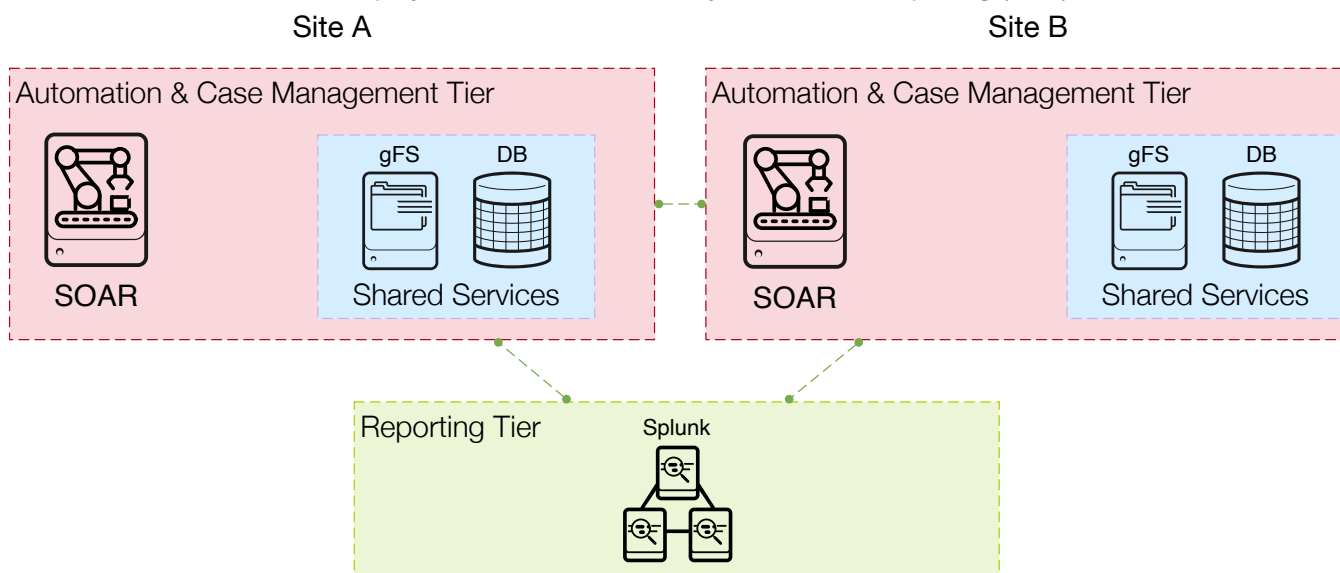 Site A
Site B
Automation & Case Management Tier
gFS
DB
SOAR
Shared Services
Automation & Case Management Tier
gFS
DB
SOAR
Shared Services
Reporting Tier
Splunk